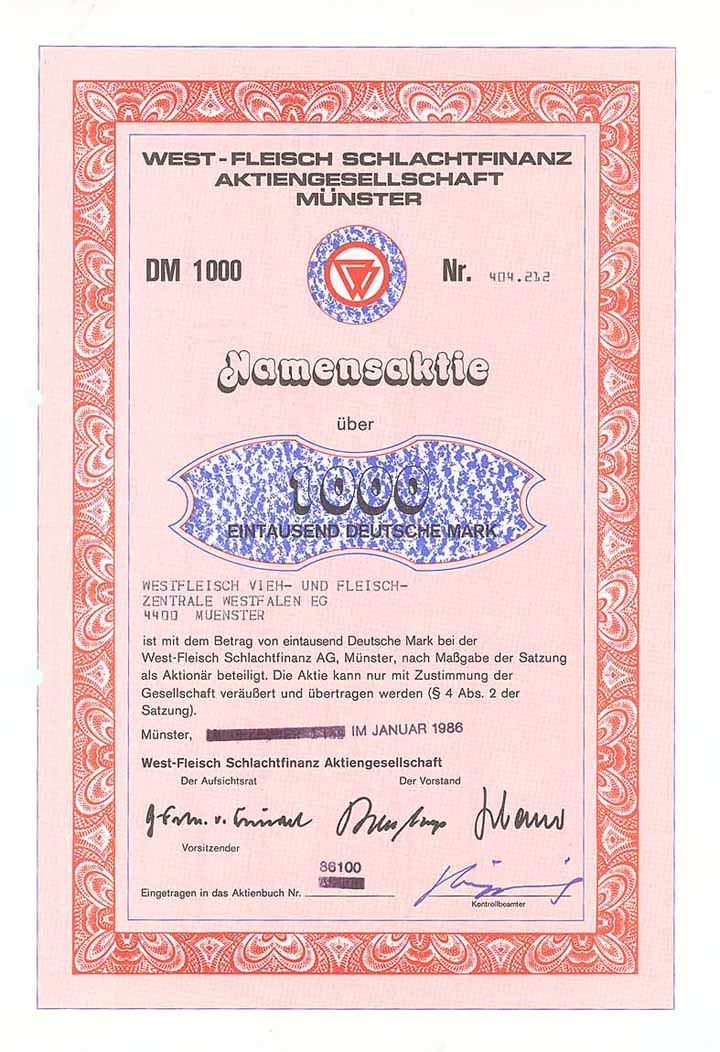 WEST-FLEISCH SCHLACHTFINANZ
AKTIENGESELLSCHAFT
MÜNSTER
DM 1000
Nr. 404.212
Namensaktie
über
1000
EINTAUSEND DEUTSCHE MARK
WESTFLEISCH VIEH- UND FLEISCH-
ZENTRALE WESTFALEN EG
4400 MUENSTER
ist mit dem Betrag von eintausend Deutsche Mark bei der
West-Fleisch Schlachtfinanz AG, Münster, nach Maßgabe der Satzung
als Aktionär beteiligt. Die Aktie kann nur mit Zustimmung der
Gesellschaft veräußert und übertragen werden (§ 4 Abs. 2 der
Satzung).
Münster, IM JANUAR 1986
West-Fleisch Schlachtfinanz Aktiengesellschaft
Der Aufsichtsrat Der Vorstand
Vorsitzender
86100
Eingetragen in das Aktienbuch Nr.
Kontrollbeamter